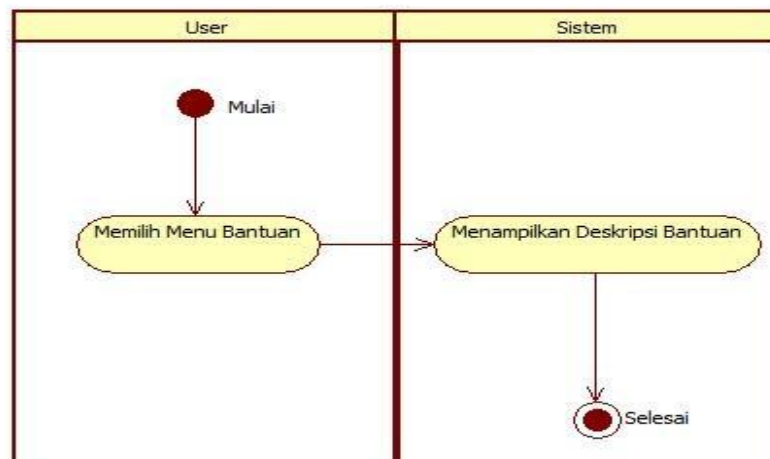 User
Sistem
Mulai
Memilih Menu Bantuan
Menampilkan Deskripsi Bantuan
Selesai